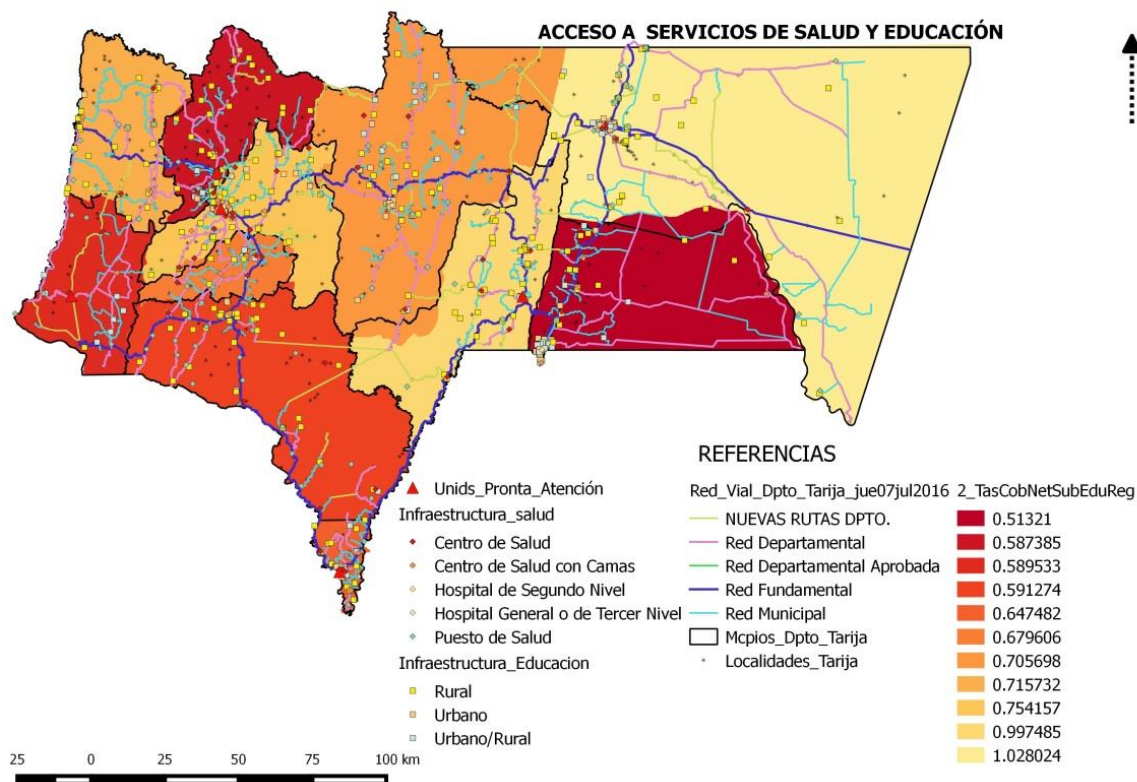 ACCESO A SERVICIOS DE SALUD Y EDUCACIÓN
REFERENCIAS
Unids_Pronta_Atención
Infraestructura_salud
Centro de Salud
Centro de Salud con Camas
Hospital de Segundo Nivel
Hospital General o de Tercer Nivel
Puesto de Salud
Infraestructura_Educacion
Rural
Urbano
Urbano/Rural
Red_Vial_Dpto_Tarija_jue07jul2016
NUEVAS RUTAS DPTO.
Red Departamental
Red Departamental Aprobada
Red Fundamental
Red Municipal
Mcpios_Dpto_Tarija
Localidades_Tarija
2_TasCobNetSubEduReg
0.51321
0.587385
0.589533
0.591274
0.647482
0.679606
0.705698
0.715732
0.754157
0.997485
1.028024
25 0 25 50 75 100 km